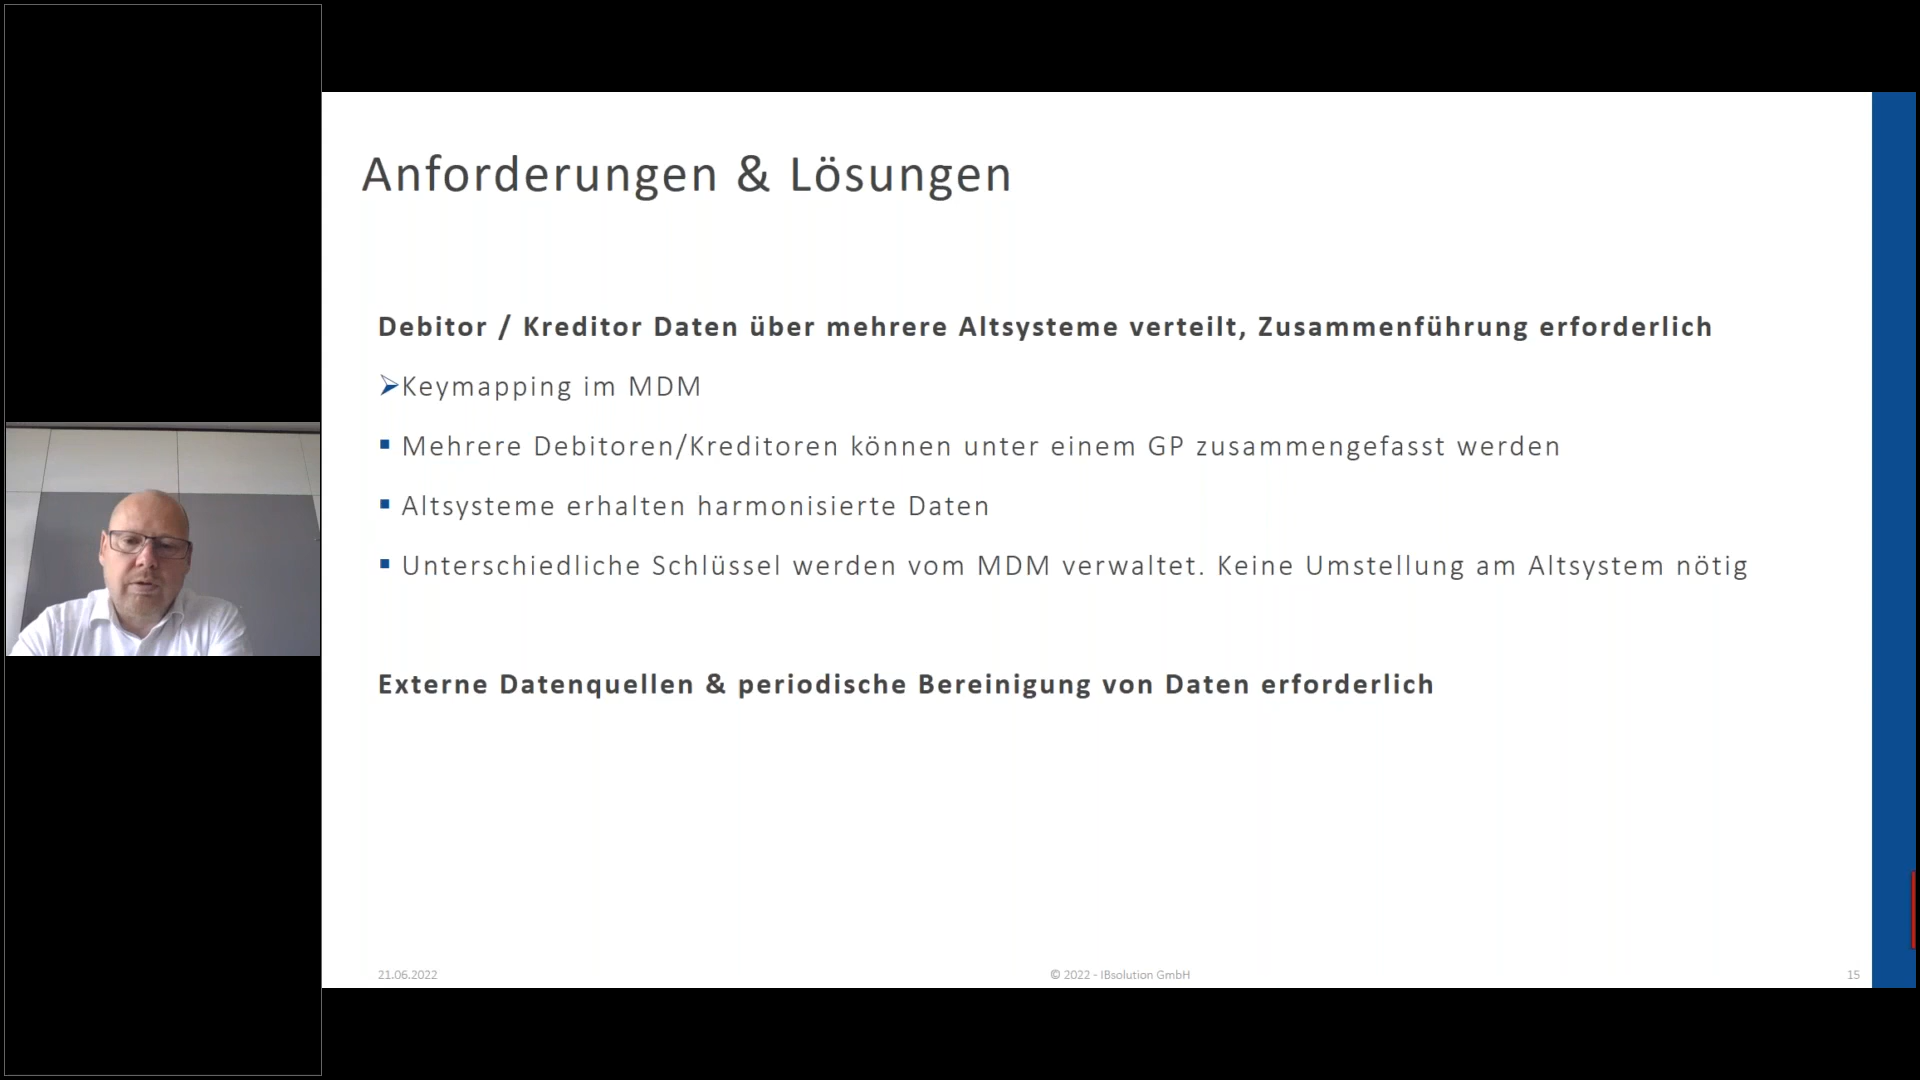 Anforderungen & Lösungen
Debitor / Kreditor Daten über mehrere Altsysteme verteilt, Zusammenführung erforderlich
Keymapping im MDM
Mehrere Debitoren/Kreditoren können unter einem GP zusammengefasst werden
Altsysteme erhalten harmonisierte Daten
Unterschiedliche Schlüssel werden vom MDM verwaltet. Keine Umstellung am Altsystem nötig
Externe Datenquellen & periodische Bereinigung von Daten erforderlich
21.06.2022
© 2022 - IBsolution GmbH
15